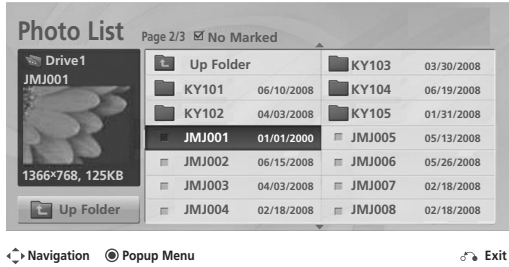 Photo List Page 2/3 No Marked
Drive1
JMJ001
1366×768, 125KB
Up Folder
Up Folder
KY101 06/10/2008
KY102 04/03/2008
JMJ001 01/01/2000
JMJ002 06/15/2008
JMJ003 04/03/2008
JMJ004 02/18/2008
KY103 03/30/2008
KY104 06/19/2008
KY105 01/31/2008
JMJ005 05/13/2008
JMJ006 05/26/2008
JMJ007 02/18/2008
JMJ008 02/18/2008
Navigation Popup Menu Exit